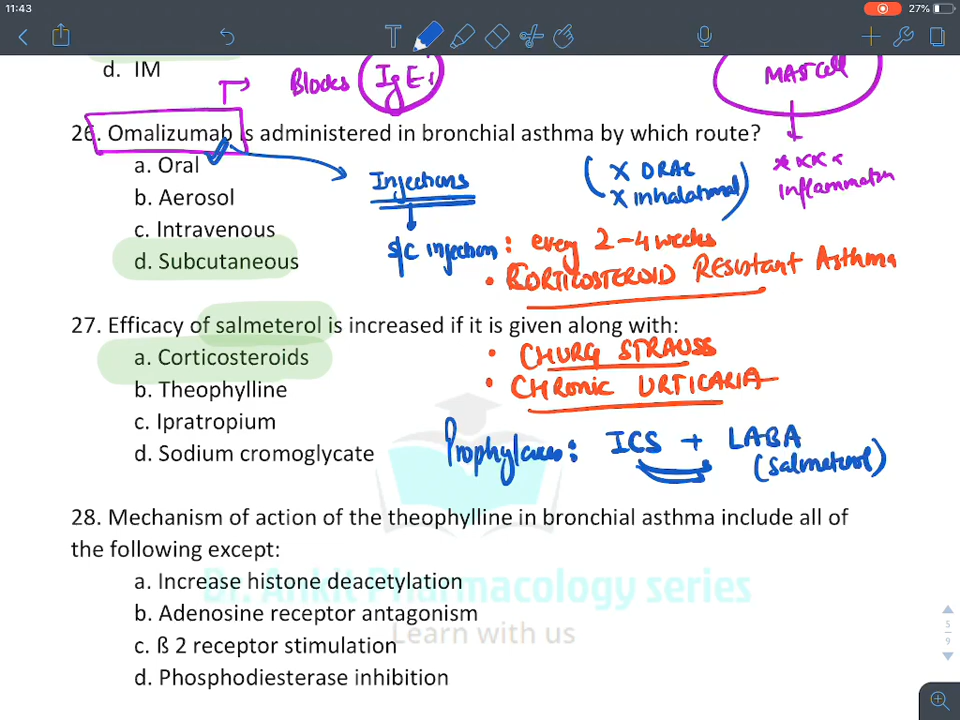 11:43
27%
T
d. IM
Blocks IgE
MAST Cell
26. Omalizumab is administered in bronchial asthma by which route?
a. Oral
b. Aerosol
c. Intravenous
d. Subcutaneous
Injections
X ORAL
X inhalational
inflammation
S/C injection : every 2-4 weeks
• CORTICOSTEROID Resistant Asthma
27. Efficacy of salmeterol is increased if it is given along with:
a. Corticosteroids
b. Theophylline
c. Ipratropium
d. Sodium cromoglycate
• CHURG STRAUSS
• CHRONIC URTICARIA
Prophylaxis: ICS + LABA
(Salmeterol)
28. Mechanism of action of the theophylline in bronchial asthma include all of
the following except:
a. Increase histone deacetylation
b. Adenosine receptor antagonism
c. ß 2 receptor stimulation
d. Phosphodiesterase inhibition
Dr. Ankit Pharmacology series
Learn with us
5
9